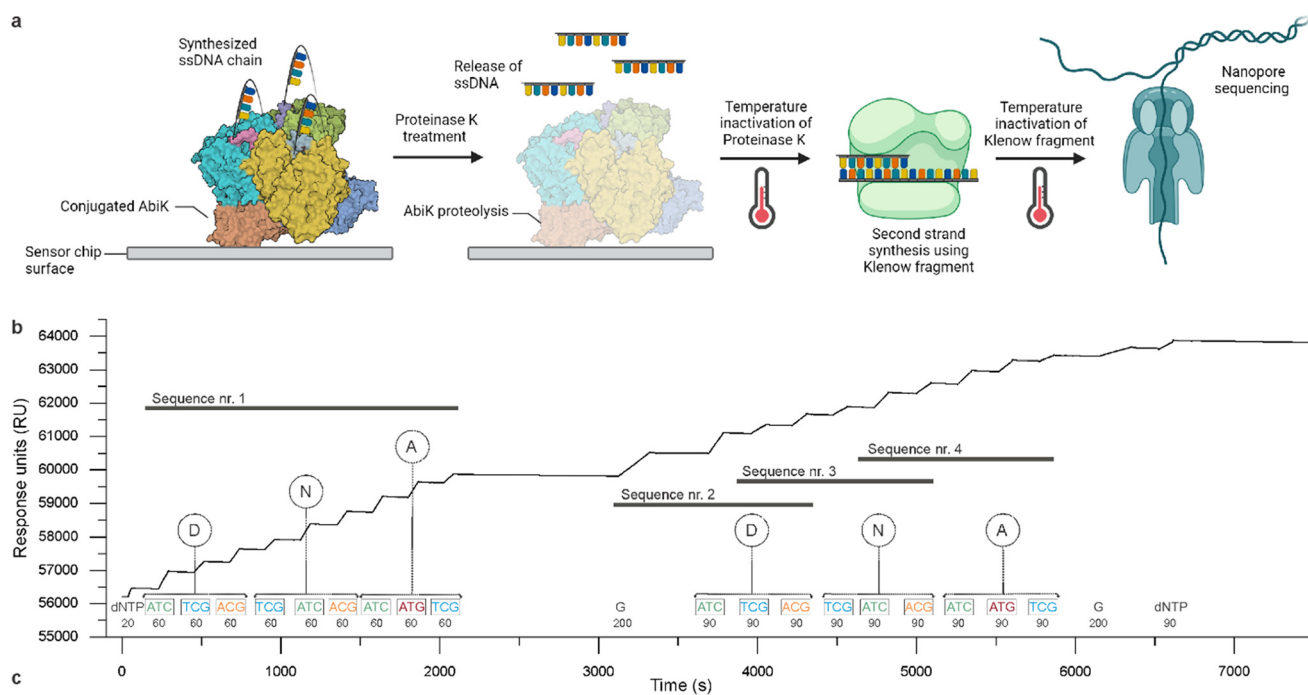 a
Synthesized
ssDNA chain
Conjugated AbiK
Sensor chip
surface
Proteinase K
treatment
Release of
ssDNA
AbiK proteolysis
Temperature
inactivation of
Proteinase K
Second strand
synthesis using
Klenow fragment
Temperature
inactivation of
Klenow fragment
Nanopore
sequencing
b
Response units (RU)
64000
63000
62000
61000
60000
59000
58000
57000
56000
55000
Sequence nr. 1
Sequence nr. 2
Sequence nr. 3
Sequence nr. 4
D N A D N A
dNTP ATC TCG ACG TCG ATC ACG ATC ATG TCG G ATC TCG ACG TCG ATC ACG ATC ATG TCG G dNTP
20 60 60 60 60 60 60 60 60 60 200 90 90 90 90 90 90 90 90 90 200 90
0 1000 2000 3000 4000 5000 6000 7000
Time (s)
c